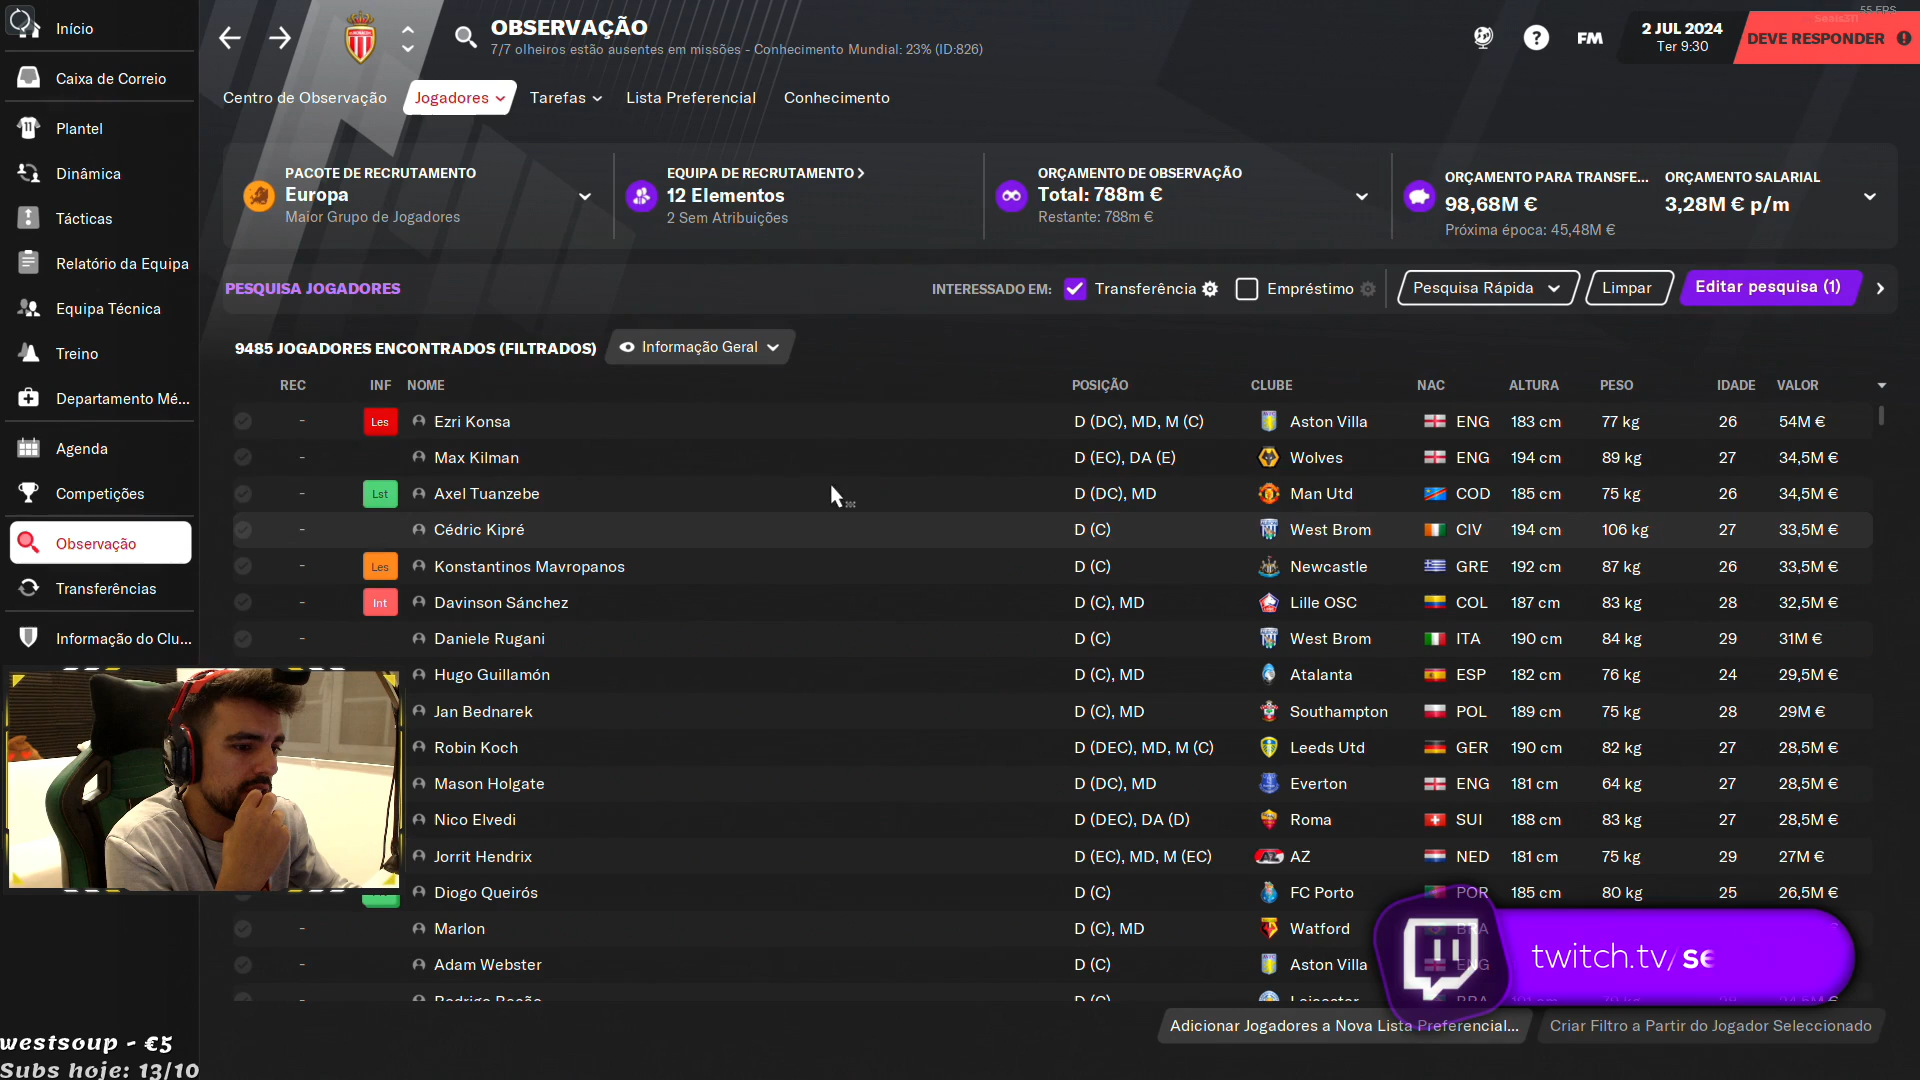 Início
Caixa de Correio
Plantel
Dinâmica
Tácticas
Relatório da Equipa
Equipa Técnica
Treino
Departamento Mé...
Agenda
Competições
Observação
Transferências
Informação do Clu...
OBSERVAÇÃO
7/7 olheiros estão ausentes em missões - Conhecimento Mundial: 23% (ID:826)
FM
2 JUL 2024
Ter 9:30
55 FPS
DEVE RESPONDER
Centro de Observação
Jogadores
Tarefas
Lista Preferencial
Conhecimento
PACOTE DE RECRUTAMENTO
Europa
Maior Grupo de Jogadores
EQUIPA DE RECRUTAMENTO
12 Elementos
2 Sem Atribuições
ORÇAMENTO DE OBSERVAÇÃO
Total: 788m €
Restante: 788m €
ORÇAMENTO PARA TRANSFE...
98,68M €
Próxima época: 45,48M €
ORÇAMENTO SALARIAL
3,28M € p/m
PESQUISA JOGADORES
INTERESSADO EM:
Transferência
Empréstimo
Pesquisa Rápida
Limpar
Editar pesquisa (1)
9485 JOGADORES ENCONTRADOS (FILTRADOS)
Informação Geral
REC INF NOME POSIÇÃO CLUBE NAC ALTURA PESO IDADE VALOR
- Les Ezri Konsa D (DC), MD, M (C) Aston Villa ENG 183 cm 77 kg 26 54M €
- Max Kilman D (EC), DA (E) Wolves ENG 194 cm 89 kg 27 34,5M €
- Lst Axel Tuanzebe D (DC), MD Man Utd COD 185 cm 75 kg 26 34,5M €
- Cédric Kipré D (C) West Brom CIV 194 cm 106 kg 27 33,5M €
- Les Konstantinos Mavropanos D (C) Newcastle GRE 192 cm 87 kg 26 33,5M €
- Int Davinson Sánchez D (C), MD Lille OSC COL 187 cm 83 kg 28 32,5M €
- Daniele Rugani D (C) West Brom ITA 190 cm 84 kg 29 31M €
Hugo Guillamón D (C), MD Atalanta ESP 182 cm 76 kg 24 29,5M €
Jan Bednarek D (C), MD Southampton POL 189 cm 75 kg 28 29M €
Robin Koch D (DEC), MD, M (C) Leeds Utd GER 190 cm 82 kg 27 28,5M €
Mason Holgate D (DC), MD Everton ENG 181 cm 64 kg 27 28,5M €
Nico Elvedi D (DEC), DA (D) Roma SUI 188 cm 83 kg 27 28,5M €
Jorrit Hendrix D (EC), MD, M (EC) AZ NED 181 cm 75 kg 29 27M €
Diogo Queirós D (C) FC Porto POR 185 cm 80 kg 25 26,5M €
- Marlon D (C), MD Watford BRA
- Adam Webster D (C) Aston Villa ENG
twitch.tv/se
Adicionar Jogadores a Nova Lista Preferencial...
Criar Filtro a Partir do Jogador Seleccionado
westsoup - €5
Subs hoje: 13/10